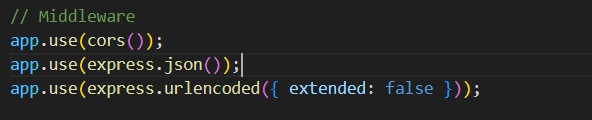 // Middleware
app.use(cors());
app.use(express.json());
app.use(express.urlencoded({ extended: false }));